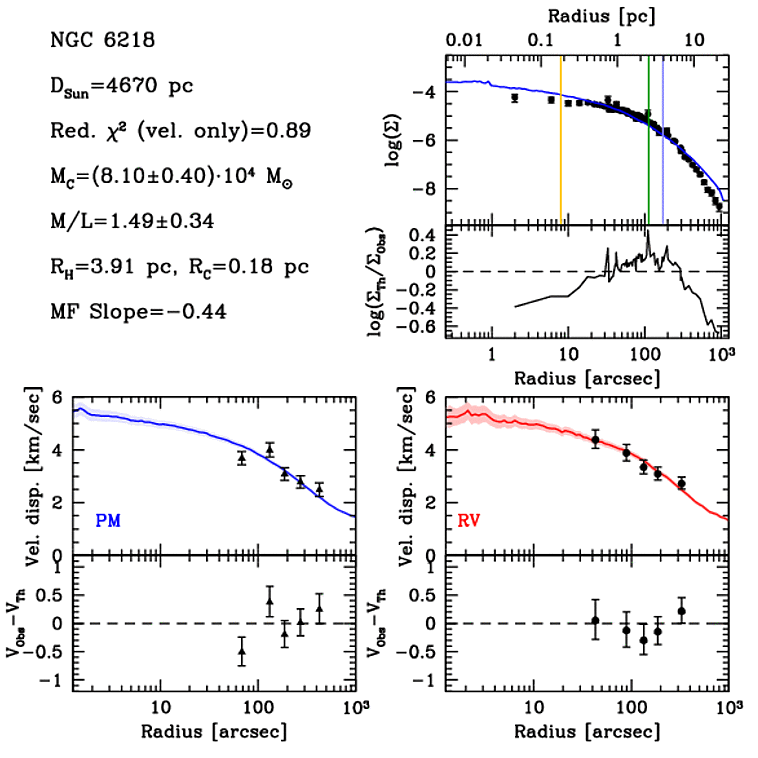 NGC 6218
D_Sun=4670 pc
Red. χ² (vel. only)=0.89
M_C=(8.10±0.40)·10⁴ M_⊙
M/L=1.49±0.34
R_H=3.91 pc, R_C=0.18 pc
MF Slope=−0.44
Radius [pc]
0.01 0.1 1 10
log(Σ)
−4
−6
−8
log(Σ_Th/Σ_Obs)
0.4
0.2
0
−0.2
−0.4
−0.6
1 10 100 10³
Radius [arcsec]
Vel. disp. [km/sec]
6
4
2
0
PM
V_Obs−V_Th
1
0.5
0
−0.5
−1
10 100 10³
Radius [arcsec]
Vel. disp. [km/sec]
6
4
2
0
RV
V_Obs−V_Th
1
0.5
0
−0.5
−1
10 100 10³
Radius [arcsec]